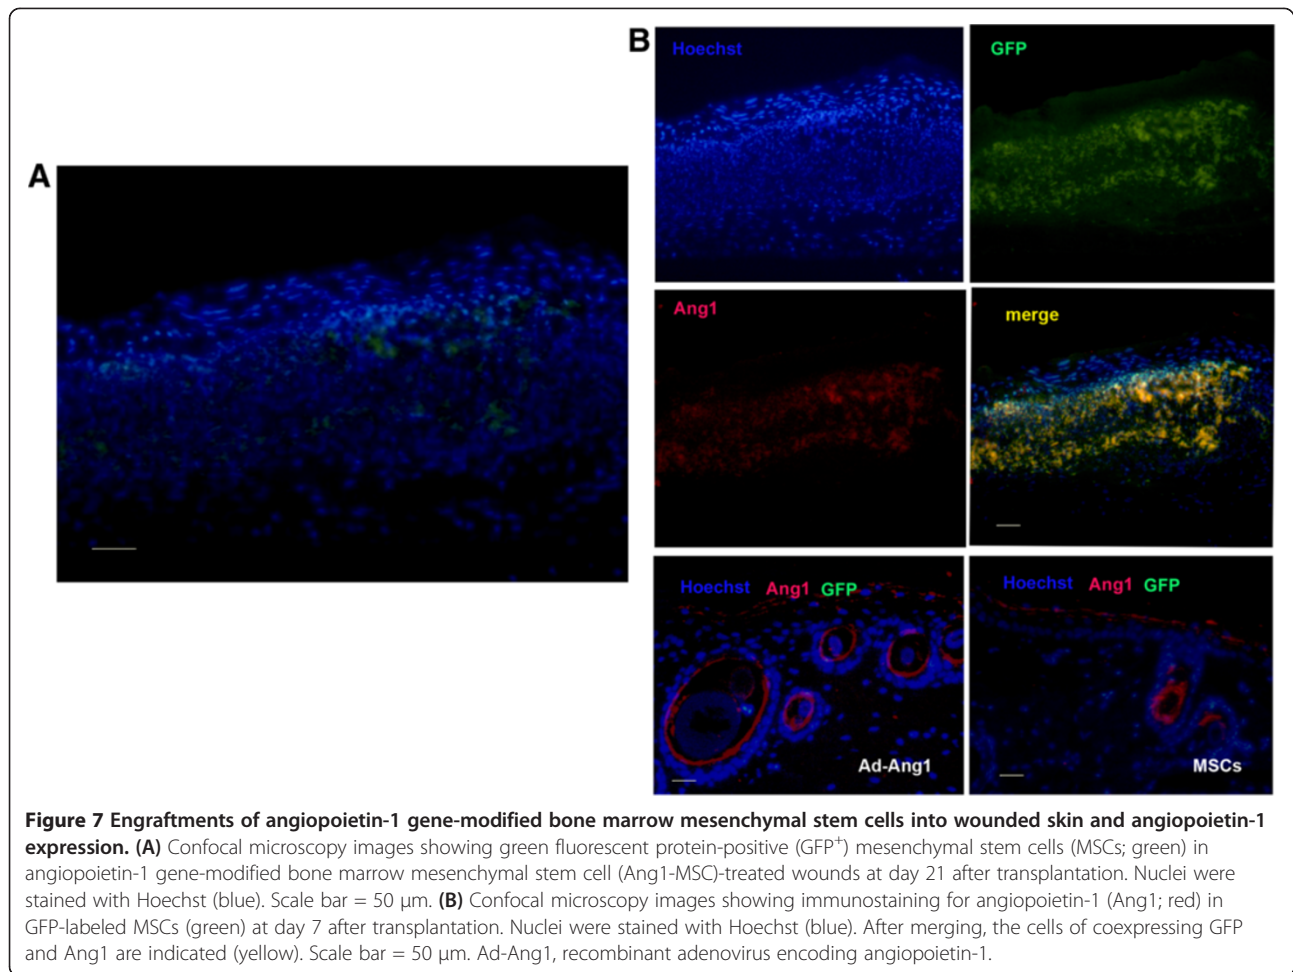 A
B
Hoechst
GFP
Ang1
merge
Hoechst Ang1 GFP
Ad-Ang1
Hoechst Ang1 GFP
MSCs
Figure 7 Engraftments of angiopoietin-1 gene-modified bone marrow mesenchymal stem cells into wounded skin and angiopoietin-1
expression. (A) Confocal microscopy images showing green fluorescent protein-positive (GFP+) mesenchymal stem cells (MSCs; green) in
angiopoietin-1 gene-modified bone marrow mesenchymal stem cell (Ang1-MSC)-treated wounds at day 21 after transplantation. Nuclei were
stained with Hoechst (blue). Scale bar = 50 μm. (B) Confocal microscopy images showing immunostaining for angiopoietin-1 (Ang1; red) in
GFP-labeled MSCs (green) at day 7 after transplantation. Nuclei were stained with Hoechst (blue). After merging, the cells of coexpressing GFP
and Ang1 are indicated (yellow). Scale bar = 50 μm. Ad-Ang1, recombinant adenovirus encoding angiopoietin-1.